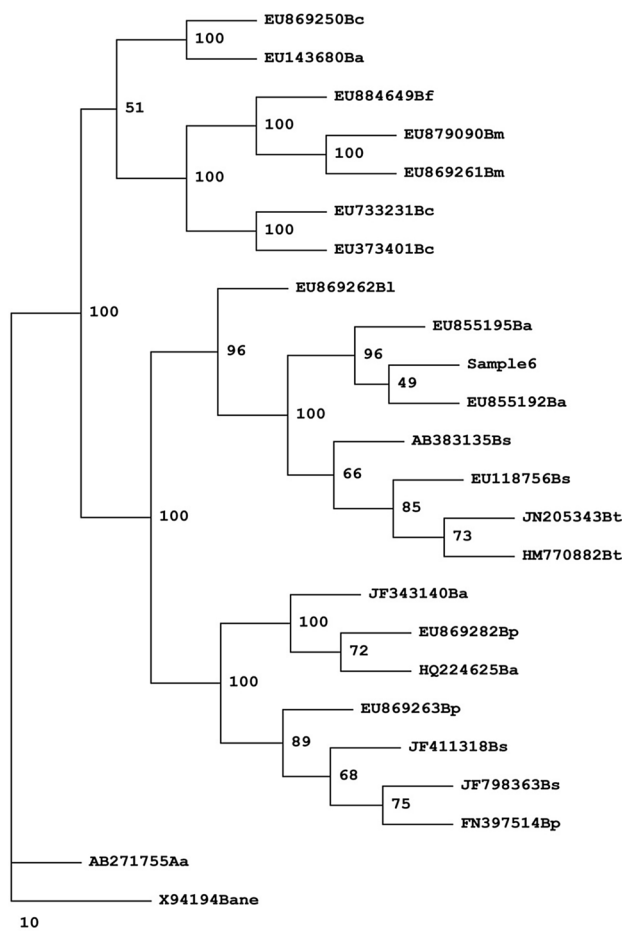 EU869250Bc
100
EU143680Ba
EU884649Bf
51
100
EU879090Bm
100
EU869261Bm
100
EU733231Bc
100
EU373401Bc
EU869262Bl
100
EU855195Ba
96
96
Sample6
49
EU855192Ba
100
AB383135Bs
66
EU118756Bs
85
JN205343Bt
100
73
HM770882Bt
JF343140Ba
100
EU869282Bp
72
HQ224625Ba
100
EU869263Bp
89
JF411318Bs
68
JF798363Bs
75
FN397514Bp
AB271755Aa
X94194Bane
10